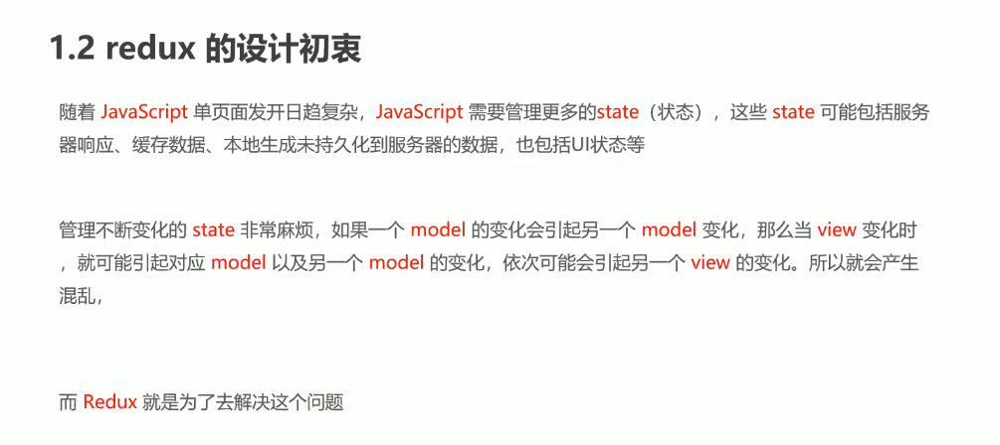 1.2 redux 的设计初衷
随着 JavaScript 单页面发开日趋复杂，JavaScript 需要管理更多的state（状态），这些 state 可能包括服务
器响应、缓存数据、本地生成未持久化到服务器的数据，也包括UI状态等
管理不断变化的 state 非常麻烦，如果一个 model 的变化会引起另一个 model 变化，那么当 view 变化时
，就可能引起对应 model 以及另一个 model 的变化，依次可能会引起另一个 view 的变化。所以就会产生
混乱，
而 Redux 就是为了去解决这个问题